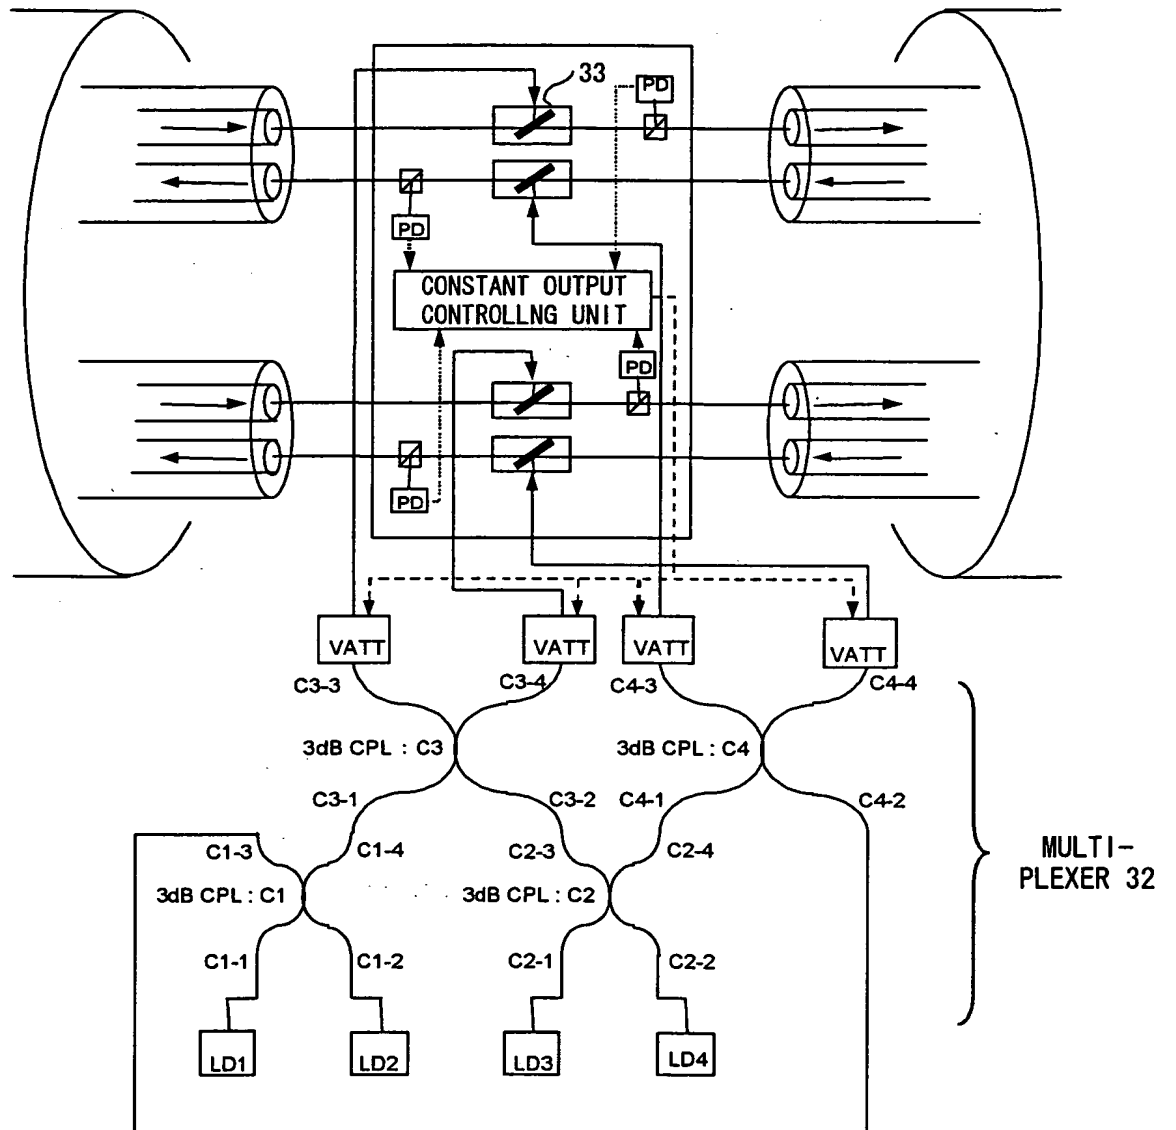 33
PD
PD
CONSTANT OUTPUT
CONTROLLNG UNIT
PD
PD
VATT
VATT
VATT
VATT
C3-3
C3-4
C4-3
C4-4
3dB CPL : C3
3dB CPL : C4
C3-1
C3-2
C4-1
C4-2
C1-3
C1-4
C2-3
C2-4
MULTI-
PLEXER 32
3dB CPL : C1
3dB CPL : C2
C1-1
C1-2
C2-1
C2-2
LD1
LD2
LD3
LD4